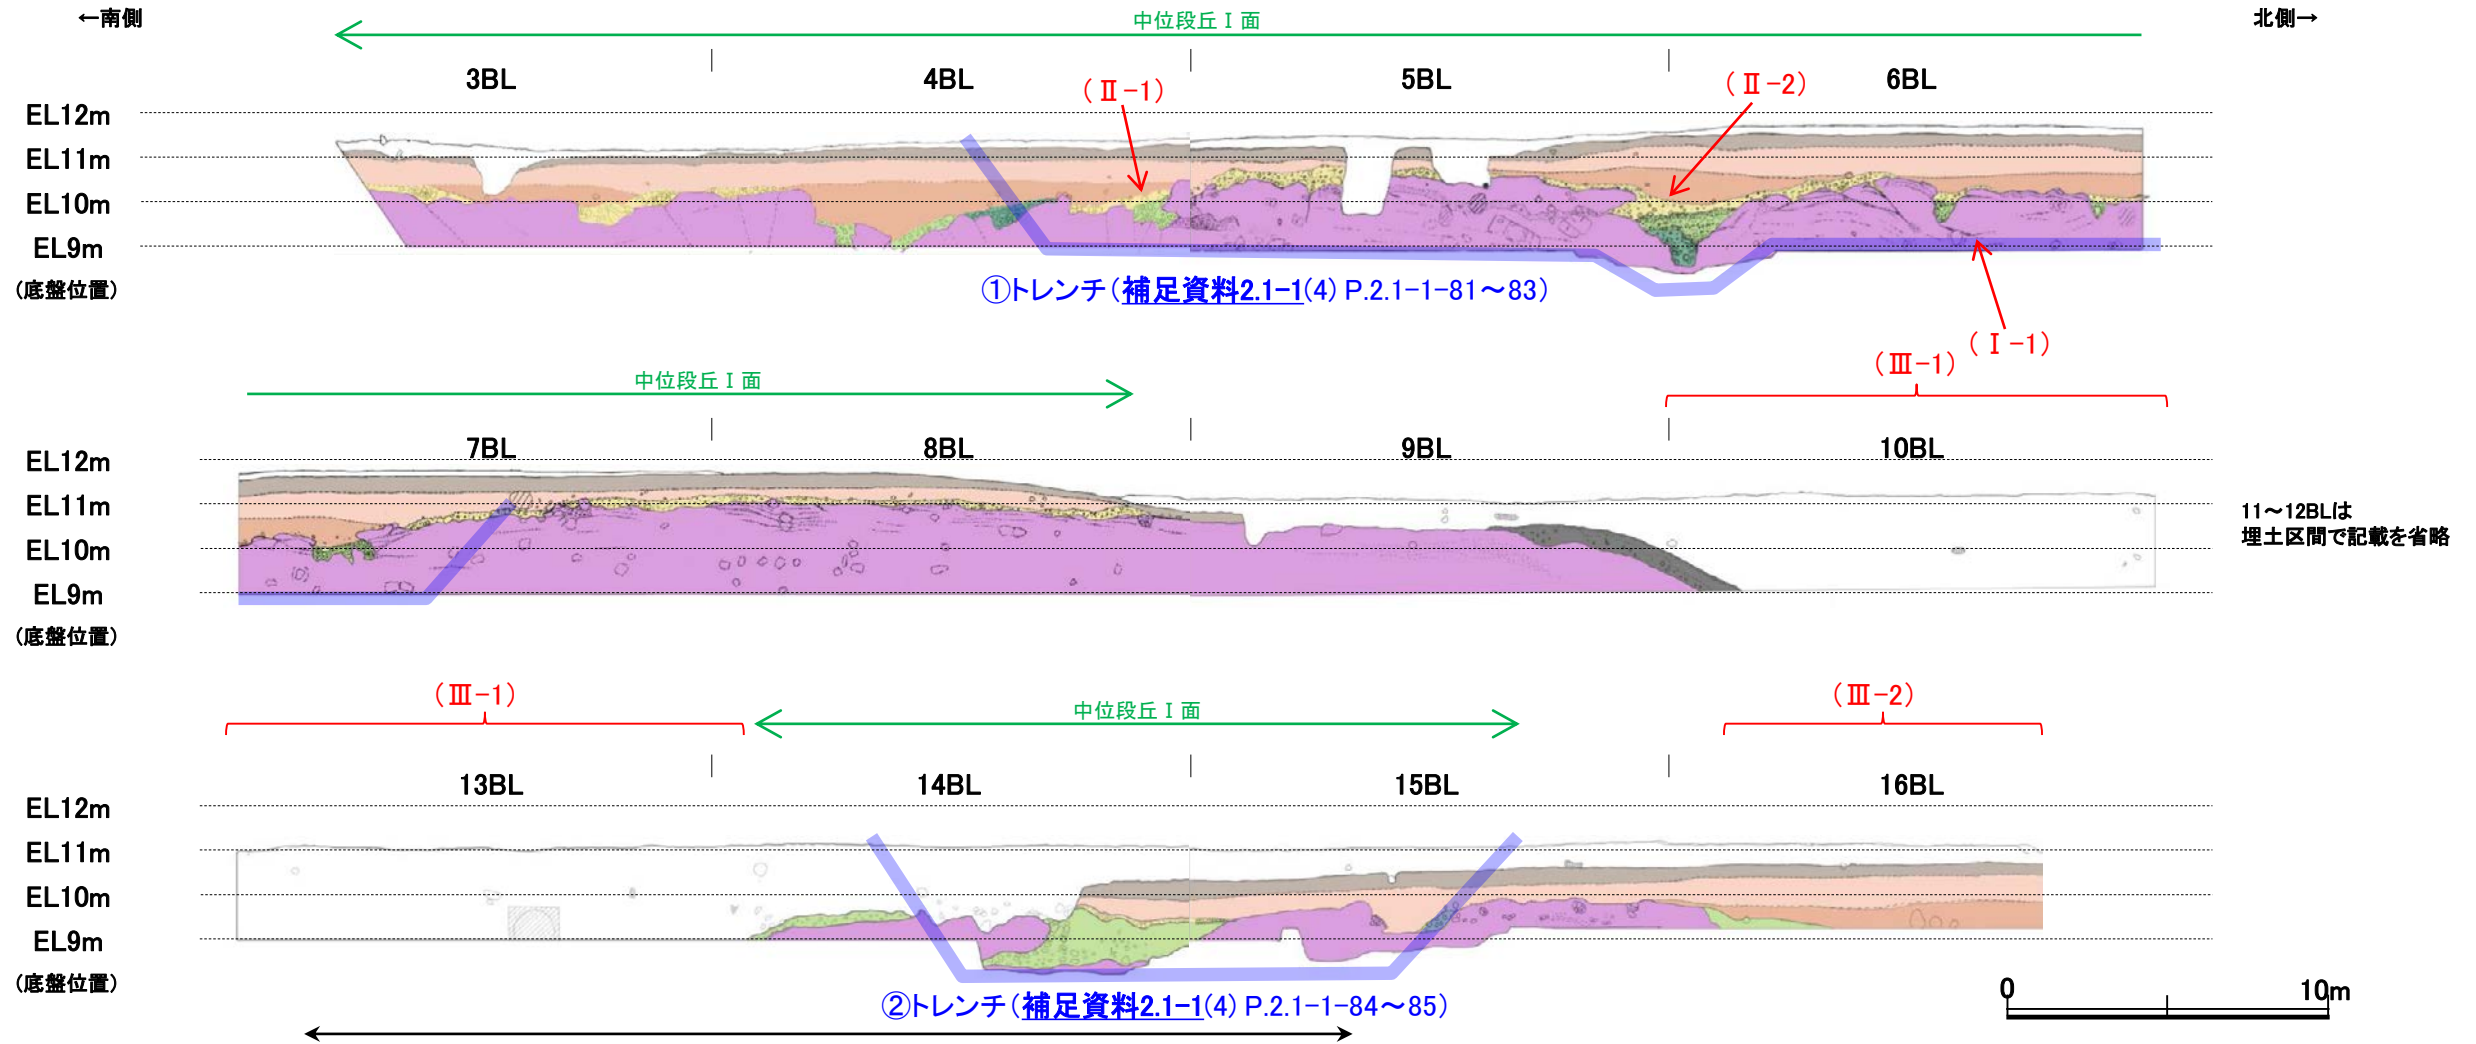 ←南側
中位段丘Ⅰ面
北側→
3BL
4BL
5BL
6BL
(Ⅱ-1)
(Ⅱ-2)
EL12m
EL11m
EL10m
EL9m
(底盤位置)
①トレンチ(補足資料2.1-1(4) P.2.1-1-81~83)
(Ⅰ-1)
(Ⅲ-1)
中位段丘Ⅰ面
7BL
8BL
9BL
10BL
EL12m
EL11m
EL10m
EL9m
(底盤位置)
11~12BLは
埋土区間で記載を省略
(Ⅲ-1)
中位段丘Ⅰ面
(Ⅲ-2)
13BL
14BL
15BL
16BL
EL12m
EL11m
EL10m
EL9m
(底盤位置)
②トレンチ(補足資料2.1-1(4) P.2.1-1-84~85)
0 10m